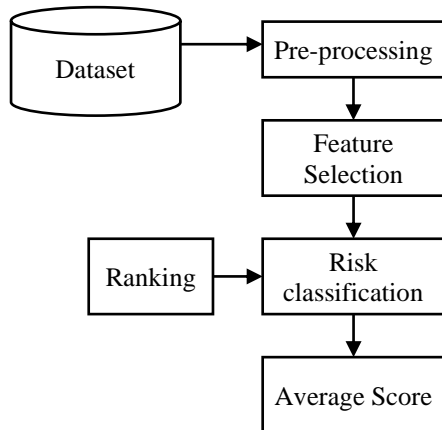 Dataset
Pre-processing
Feature
Selection
Ranking
Risk
classification
Average Score